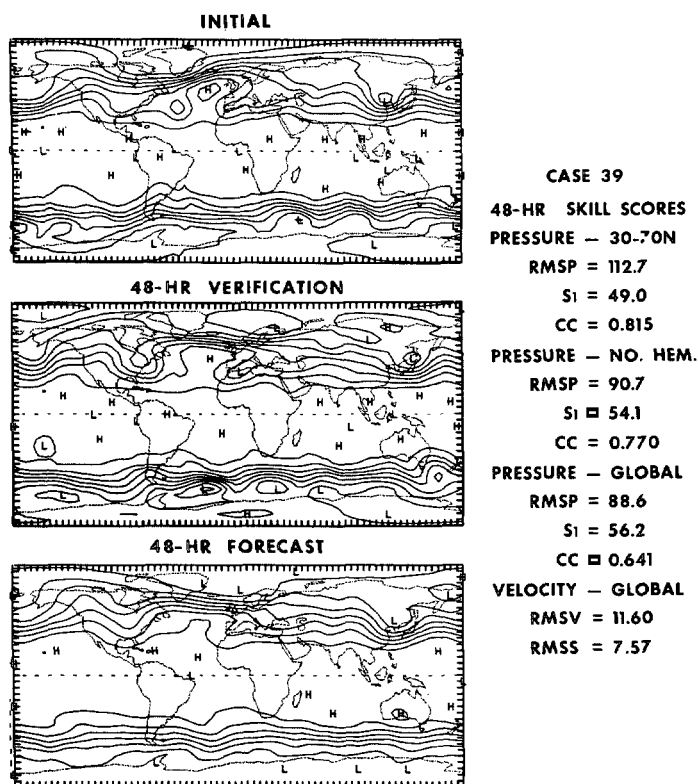 INITIAL
48-HR VERIFICATION
48-HR FORECAST
CASE 39
48-HR SKILL SCORES
PRESSURE — 30-70N
RMSP = 112.7
S1 = 49.0
CC = 0.815
PRESSURE — NO. HEM.
RMSP = 90.7
S1 = 54.1
CC = 0.770
PRESSURE — GLOBAL
RMSP = 88.6
S1 = 56.2
CC = 0.641
VELOCITY — GLOBAL
RMSV = 11.60
RMSS = 7.57